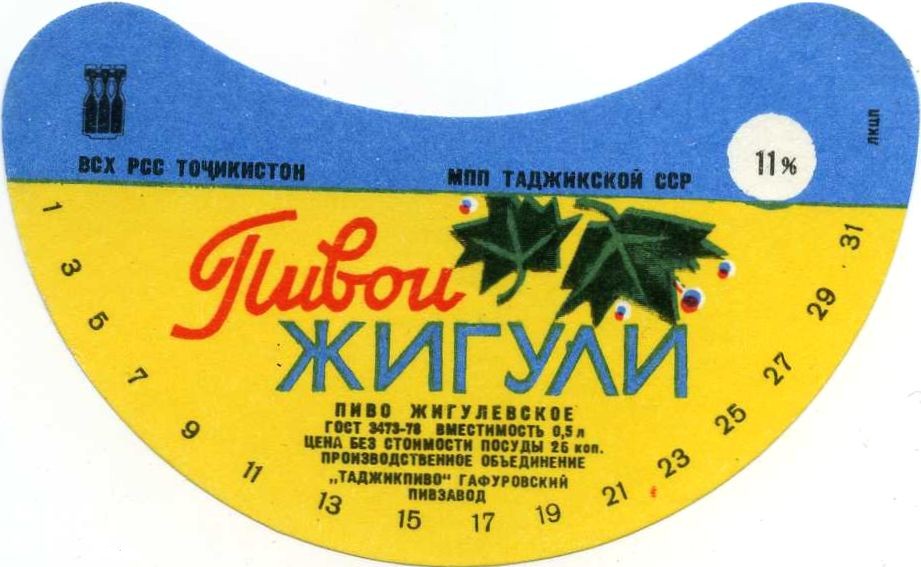 ВСХ РСС ТОҶИКИСТОН
МПП ТАДЖИКСКОЙ ССР
11%
ЛКЦП
Пивои
ЖИГУЛИ
ПИВО ЖИГУЛЕВСКОЕ
ГОСТ 3473-78 ВМЕСТИМОСТЬ 0,5 л
ЦЕНА БЕЗ СТОИМОСТИ ПОСУДЫ 26 коп.
ПРОИЗВОДСТВЕННОЕ ОБЪЕДИНЕНИЕ
„ТАДЖИКПИВО“ ГАФУРОВСКИЙ
ПИВЗАВОД
1 3 5 7 9 11 13 15 17 19 21 23 25 27 29 31